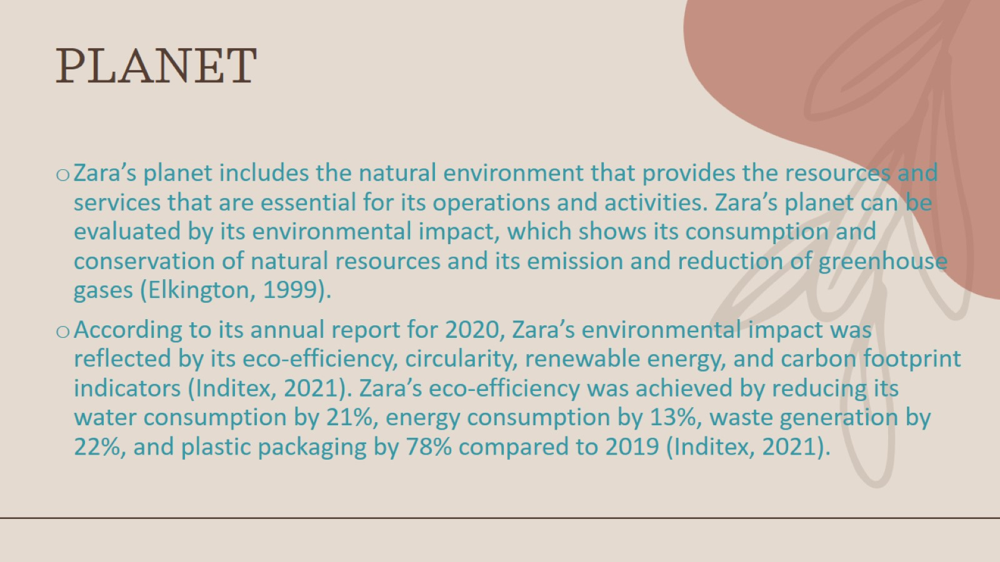 PLANET
○ Zara’s planet includes the natural environment that provides the resources and
services that are essential for its operations and activities. Zara’s planet can be
evaluated by its environmental impact, which shows its consumption and
conservation of natural resources and its emission and reduction of greenhouse
gases (Elkington, 1999).
○ According to its annual report for 2020, Zara’s environmental impact was
reflected by its eco-efficiency, circularity, renewable energy, and carbon footprint
indicators (Inditex, 2021). Zara’s eco-efficiency was achieved by reducing its
water consumption by 21%, energy consumption by 13%, waste generation by
22%, and plastic packaging by 78% compared to 2019 (Inditex, 2021).